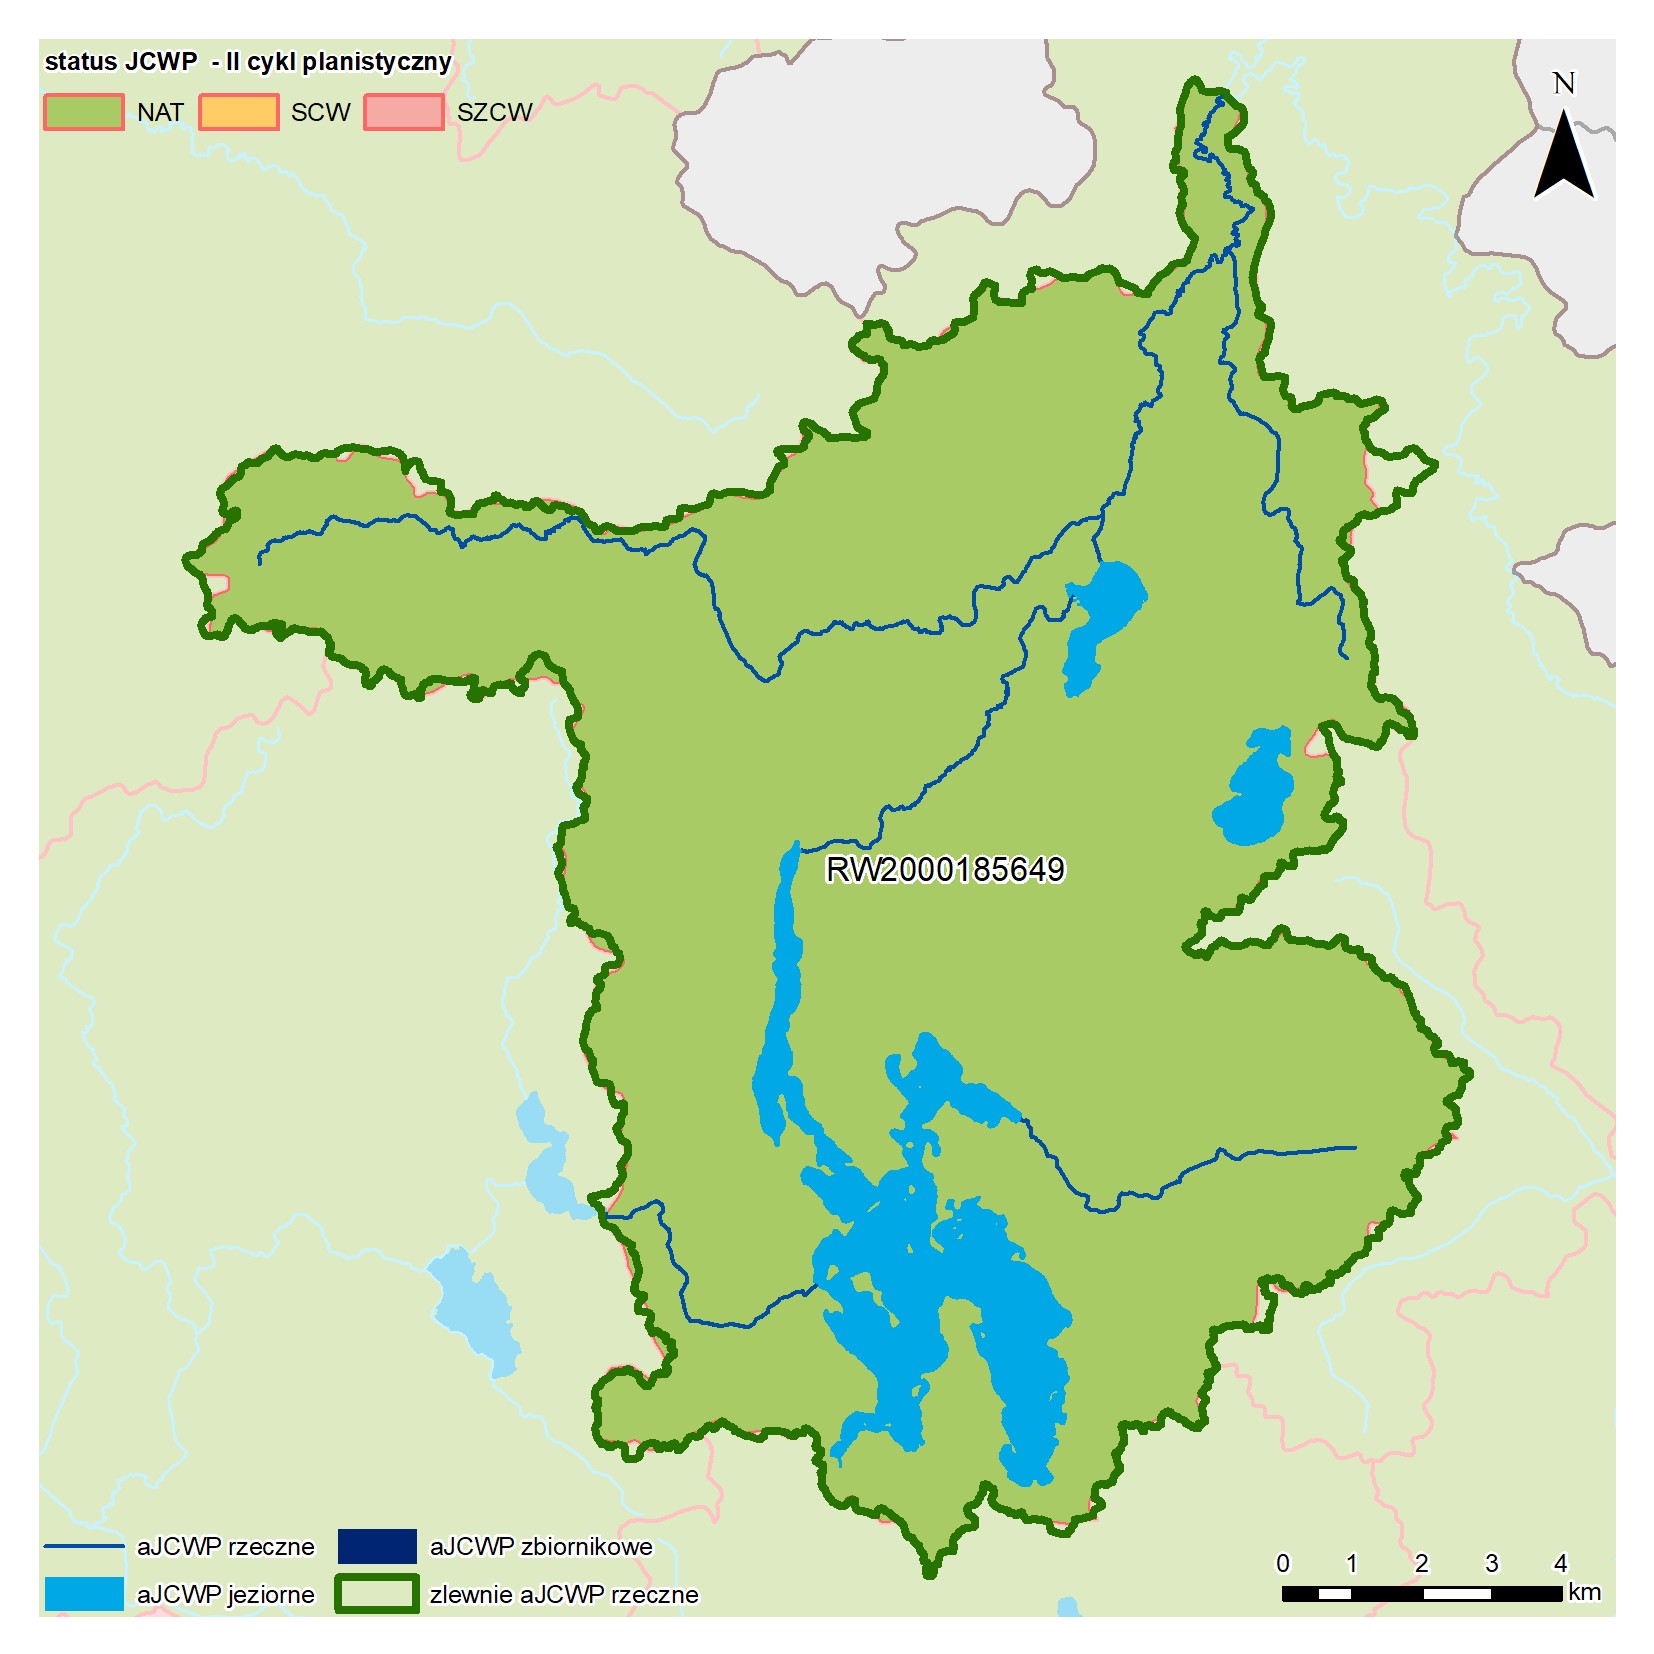 status JCWP - II cykl planistyczny
NAT SCW SZCW
N
RW2000185649
aJCWP rzeczne aJCWP zbiornikowe
aJCWP jeziorne zlewnie aJCWP rzeczne
0 1 2 3 4
km